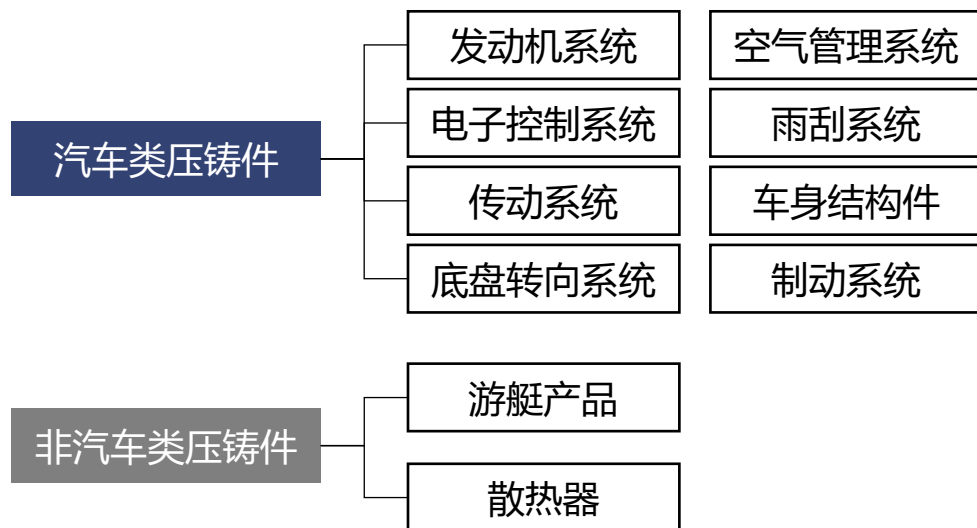 汽车类压铸件
发动机系统
空气管理系统
电子控制系统
雨刮系统
传动系统
车身结构件
底盘转向系统
制动系统
非汽车类压铸件
游艇产品
散热器